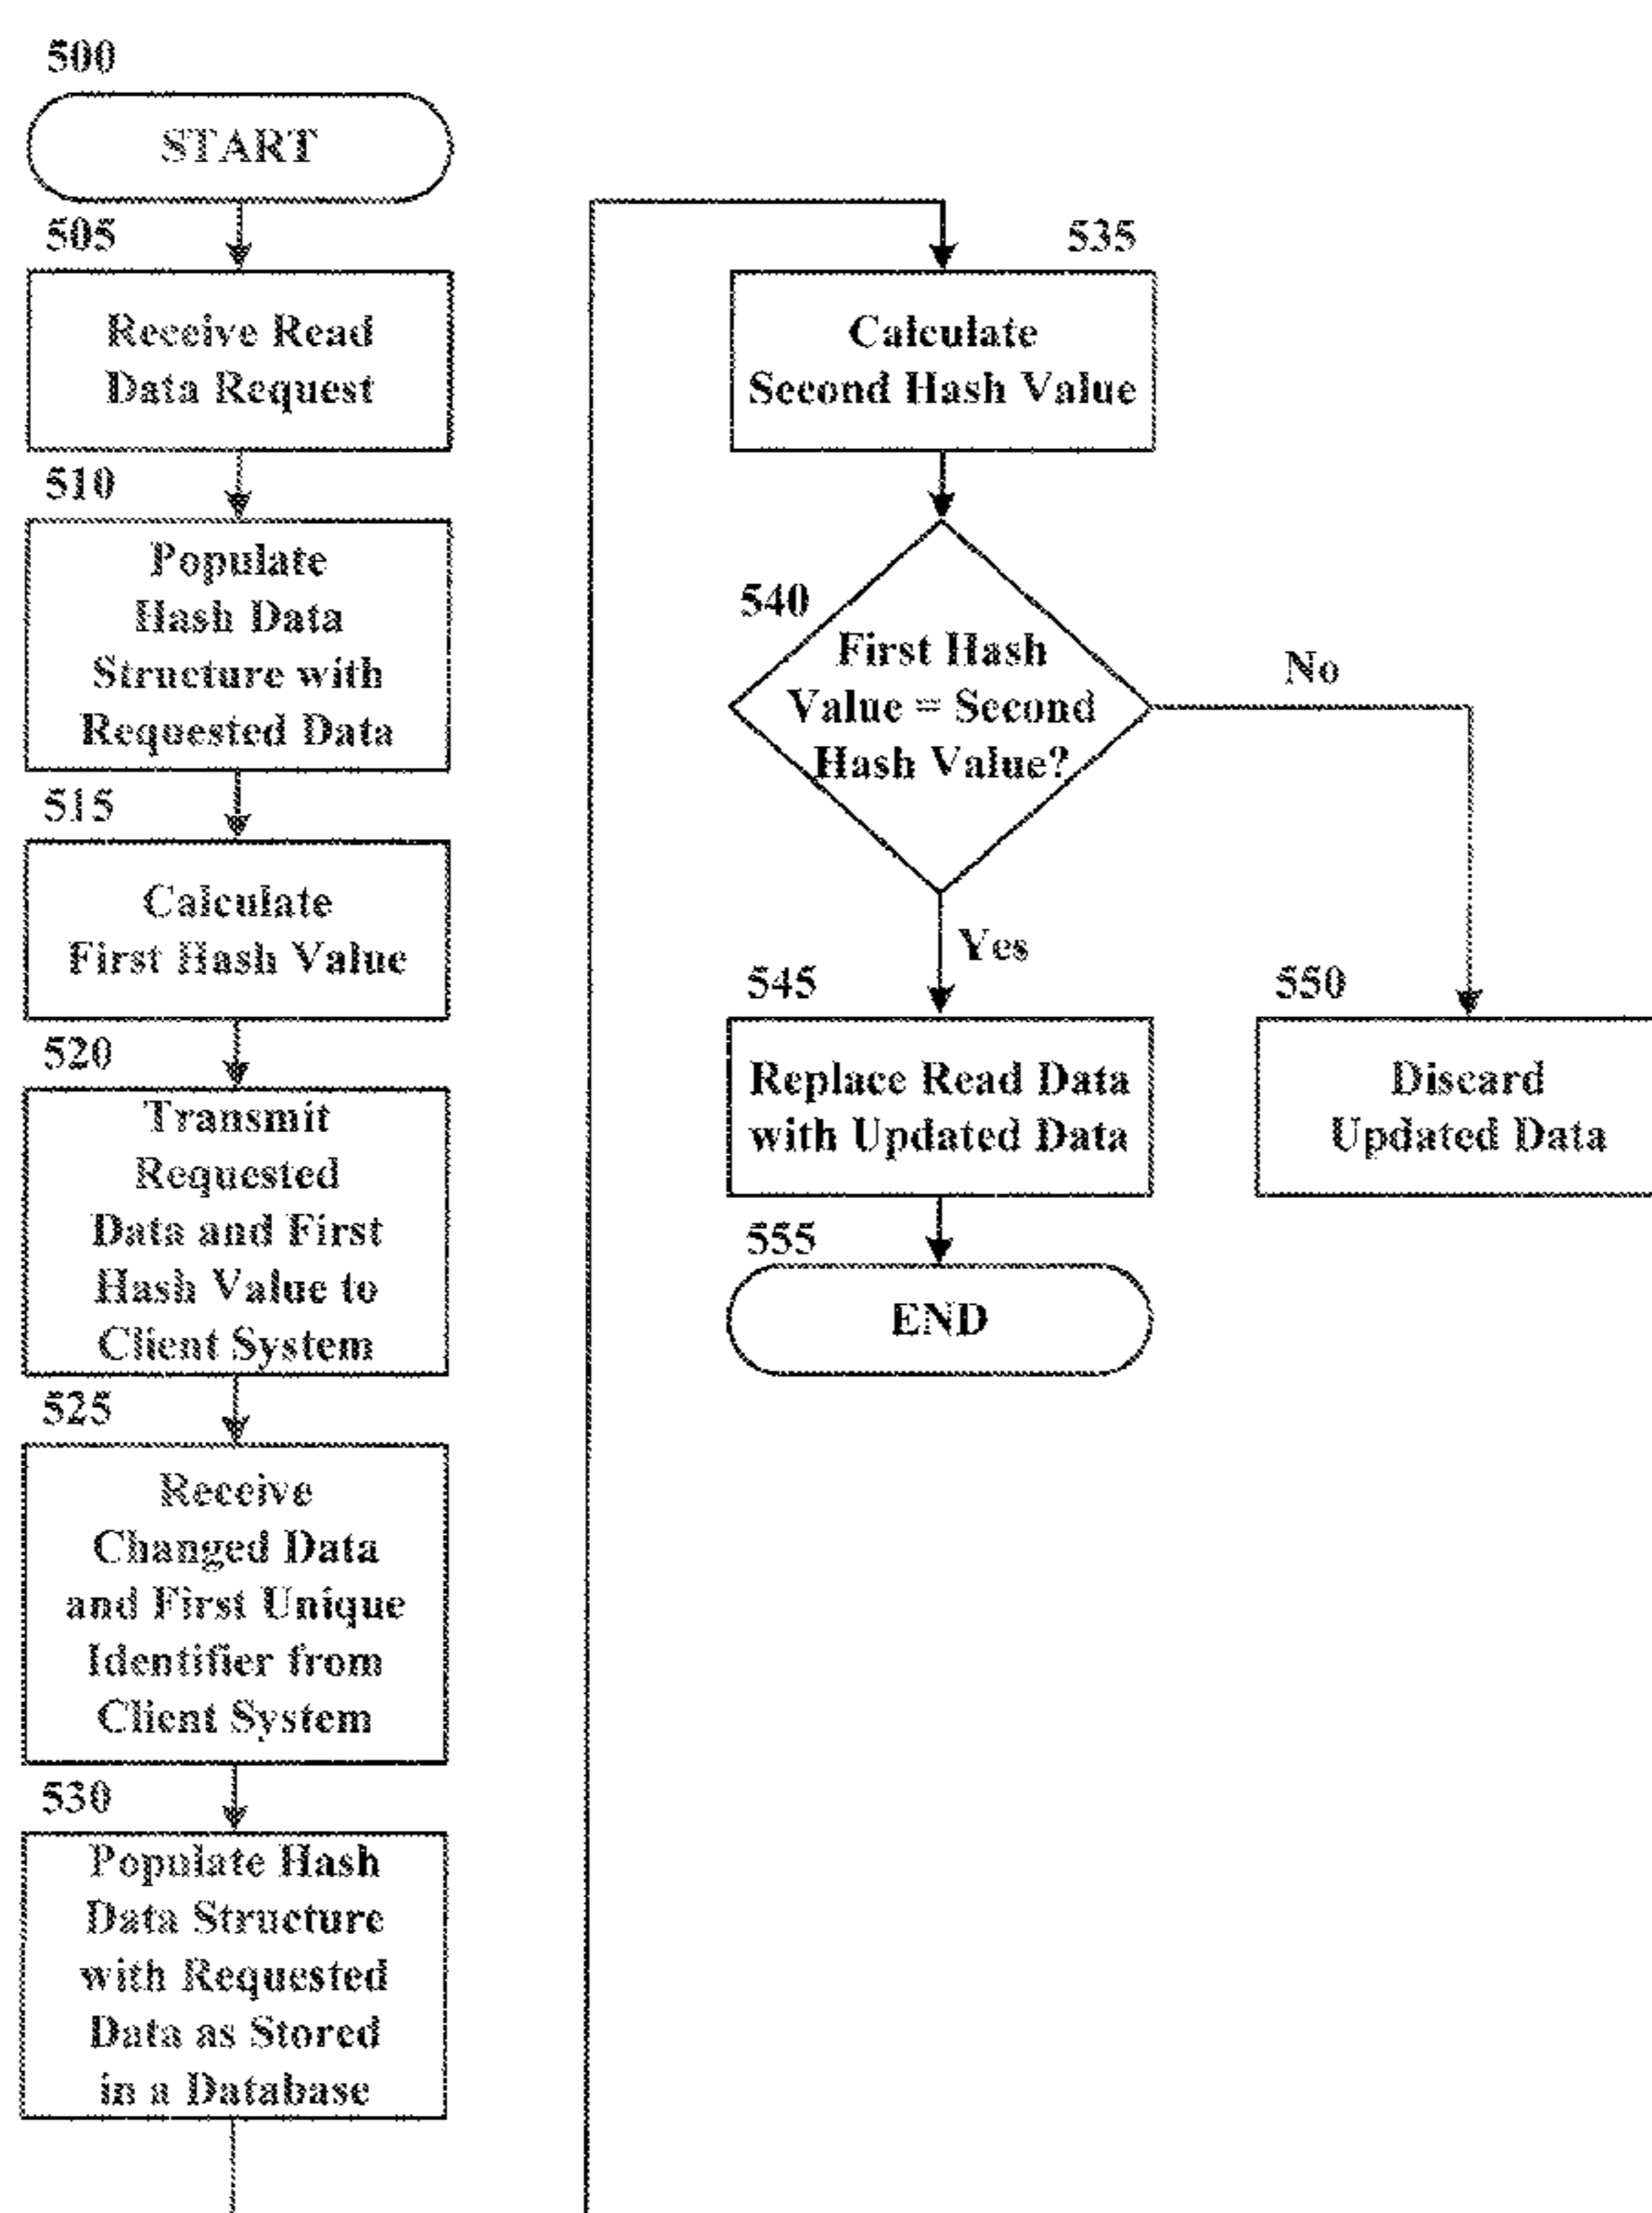 500
START
505
Receive Read
Data Request
510
Populate
Hash Data
Structure with
Requested Data
515
Calculate
First Hash Value
520
Transmit
Requested
Data and First
Hash Value to
Client System
525
Receive
Changed Data
and First Unique
Identifier from
Client System
530
Populate Hash
Data Structure
with Requested
Data as Stored
in a Database
535
Calculate
Second Hash Value
540
First Hash
Value = Second
Hash Value?
No
Yes
545
Replace Read Data
with Updated Data
550
Discard
Updated Data
555
END